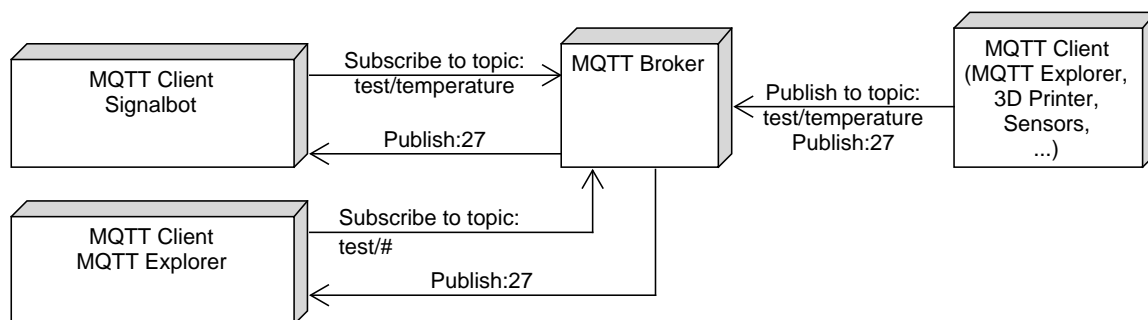 MQTT Client
Signalbot
Subscribe to topic:
test/temperature
Publish:27
MQTT Broker
Publish to topic:
test/temperature
Publish:27
MQTT Client
(MQTT Explorer,
3D Printer,
Sensors,
...)
MQTT Client
MQTT Explorer
Subscribe to topic:
test/#
Publish:27